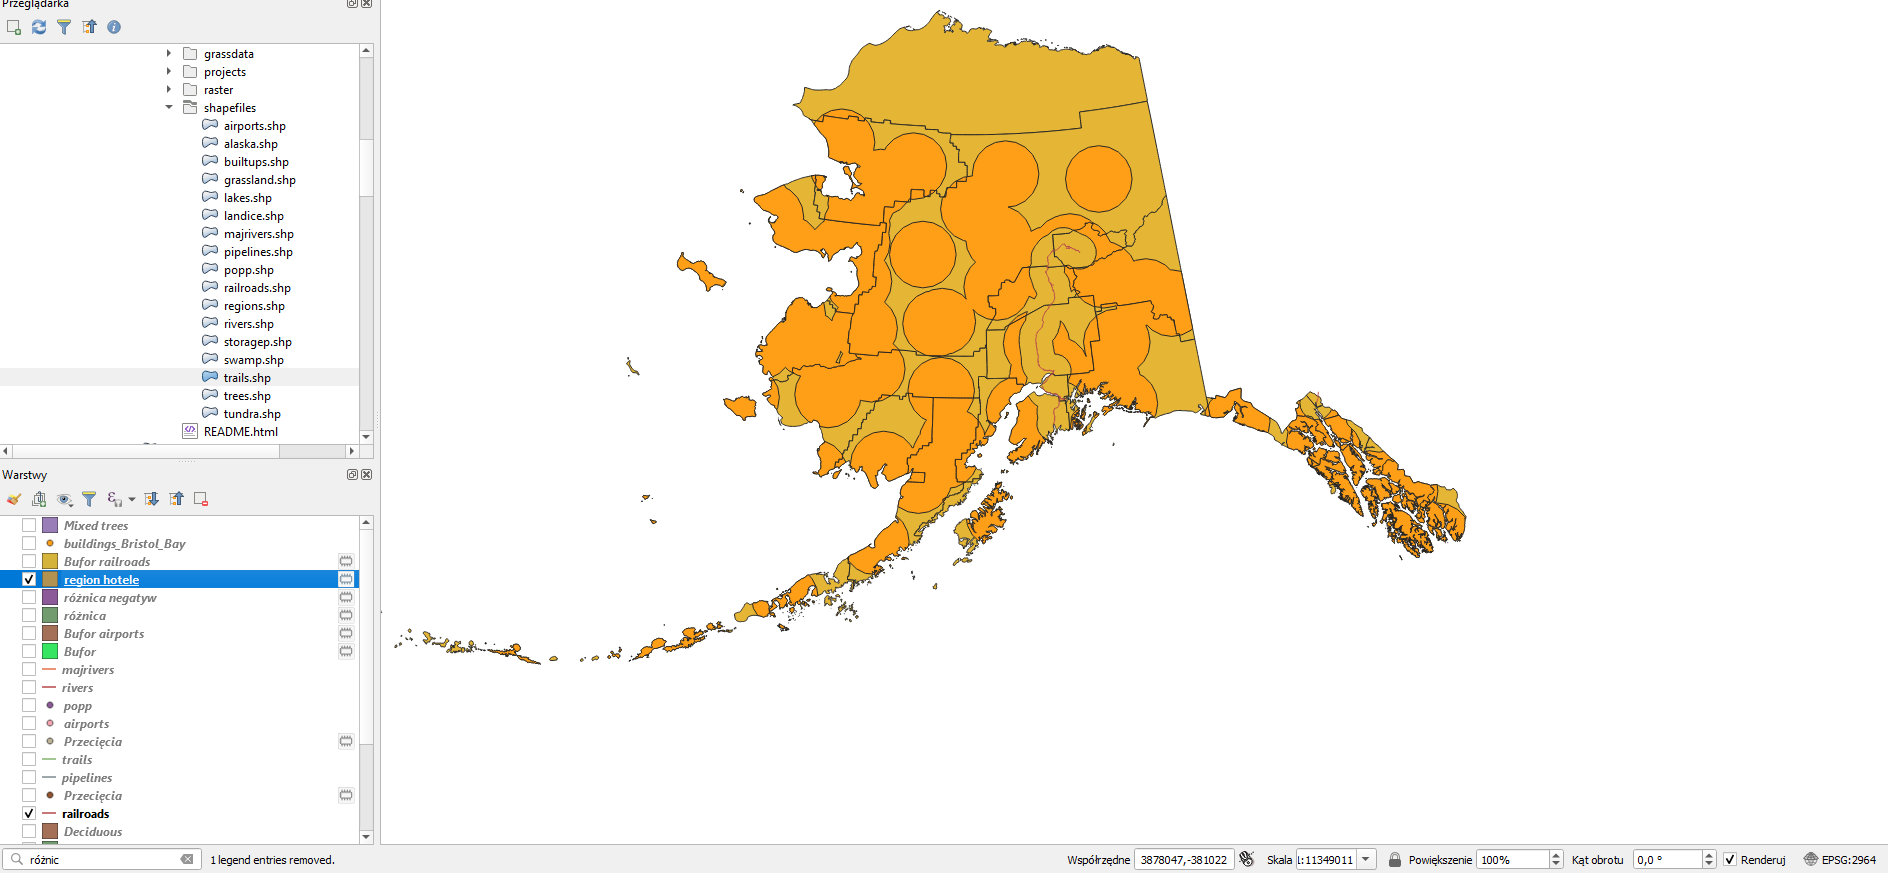 Przeglądarka
grassdata
projects
raster
shapefiles
airports.shp
alaska.shp
builtups.shp
grassland.shp
lakes.shp
landice.shp
majrivers.shp
pipelines.shp
popp.shp
railroads.shp
regions.shp
rivers.shp
storagep.shp
swamp.shp
trails.shp
trees.shp
tundra.shp
README.html
Warstwy
Mixed trees
buildings_Bristol_Bay
Bufor railroads
region hotele
różnica negatyw
różnica
Bufor airports
Bufor
majrivers
rivers
popp
airports
Przecięcia
trails
pipelines
Przecięcia
railroads
Deciduous
różnic 1 legend entries removed. Współrzędne 3878047,-381022 Skala 1:11349011 Powiększenie 100% Kąt obrotu 0,0 ° Renderuj EPSG:2964